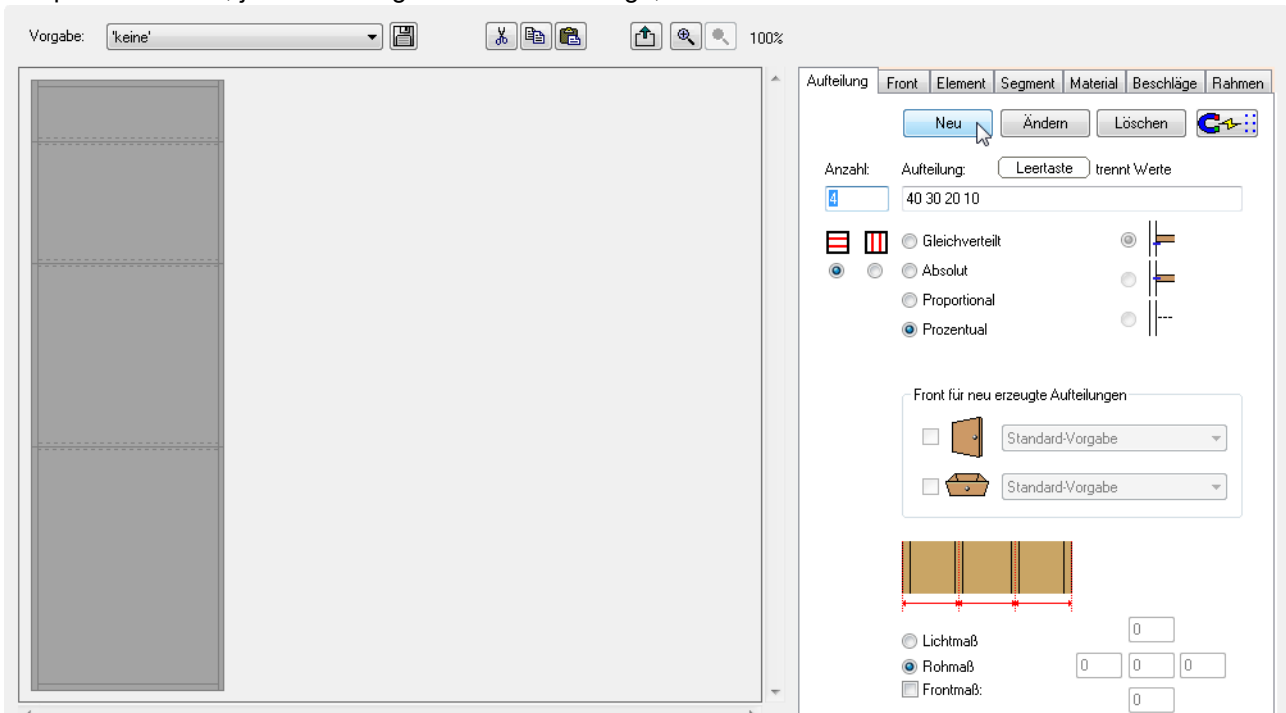 Vorgabe: 'keine' 100%
Aufteilung Front Element Segment Material Beschläge Rahmen
Neu Ändern Löschen
Anzahl: Aufteilung: Leertaste trennt Werte
4 40 30 20 10
Gleichverteilt
Absolut
Proportional
Prozentual
Front für neu erzeugte Aufteilungen
Standard-Vorgabe
Standard-Vorgabe
0
Lichtmaß
Rohmaß 0 0 0
Frontmaß:
0